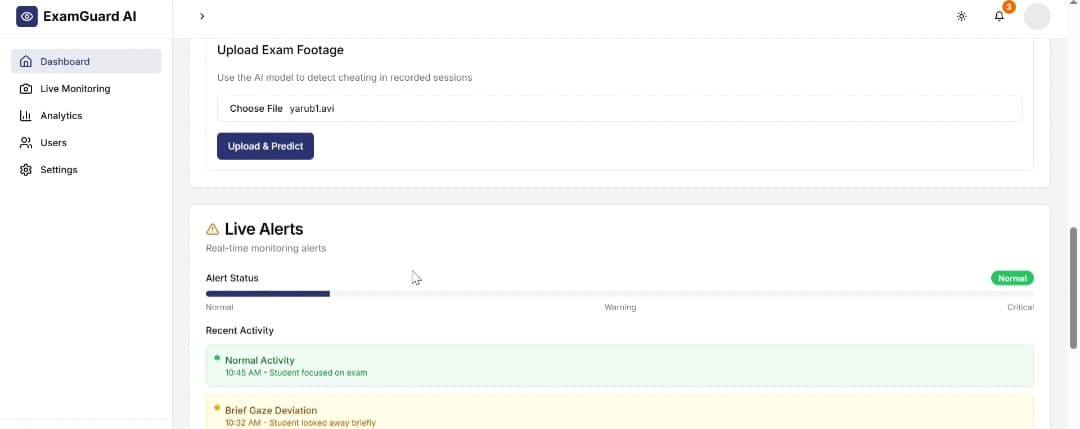 ExamGuard AI
3
Dashboard
Live Monitoring
Analytics
Users
Settings
Upload Exam Footage
Use the AI model to detect cheating in recorded sessions
Choose File yarub1.avi
Upload & Predict
Live Alerts
Real-time monitoring alerts
Alert Status
Normal
Normal Warning Critical
Recent Activity
Normal Activity
10:45 AM - Student focused on exam
Brief Gaze Deviation
10:32 AM - Student looked away briefly